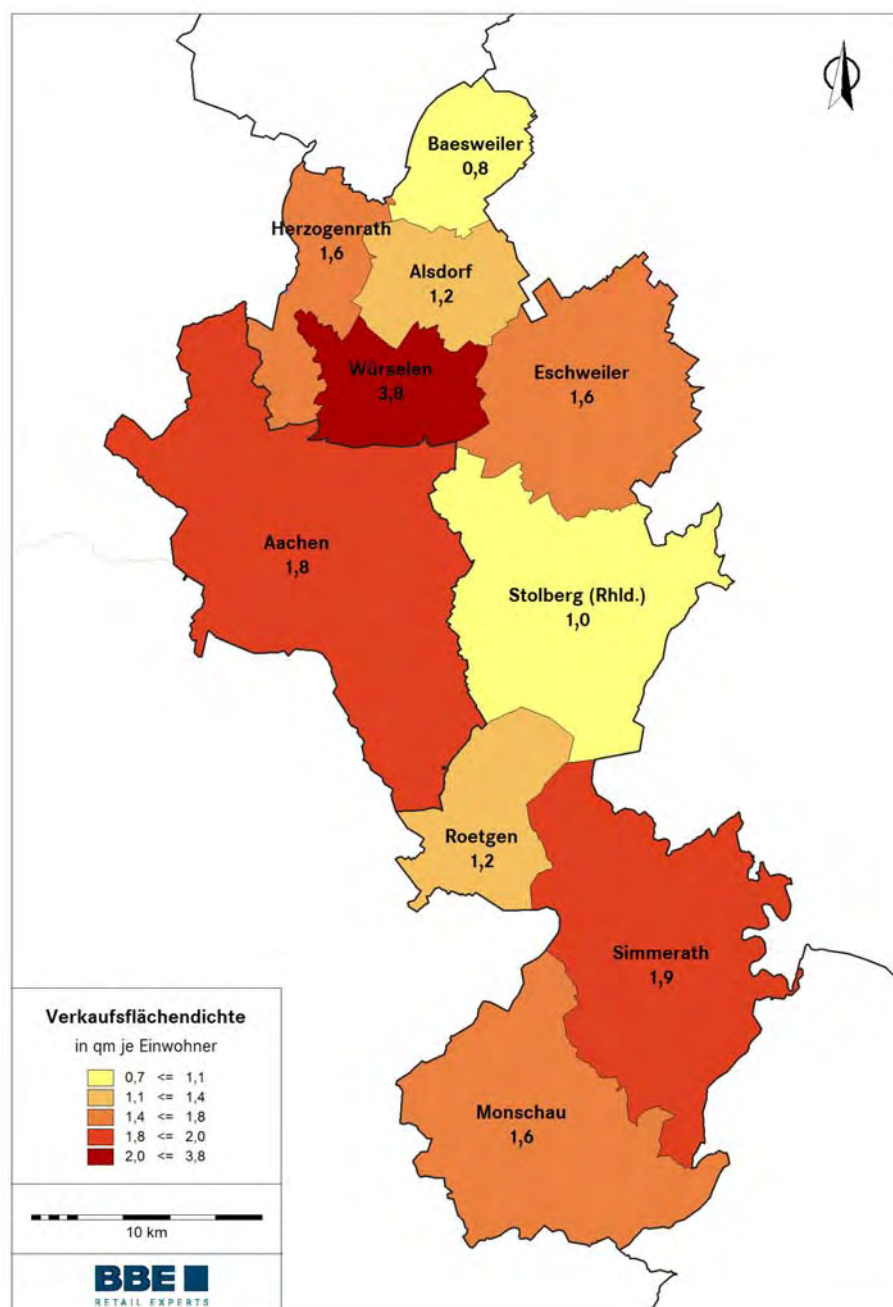 Baesweiler
0,8
Herzogenrath
1,6
Alsdorf
1,2
Würselen
3,8
Eschweiler
1,6
Aachen
1,8
Stolberg (Rhld.)
1,0
Roetgen
1,2
Simmerath
1,9
Monschau
1,6
Verkaufsflächendichte
in qm je Einwohner
0,7 <= 1,1
1,1 <= 1,4
1,4 <= 1,8
1,8 <= 2,0
2,0 <= 3,8
10 km
BBE
RETAIL EXPERTS